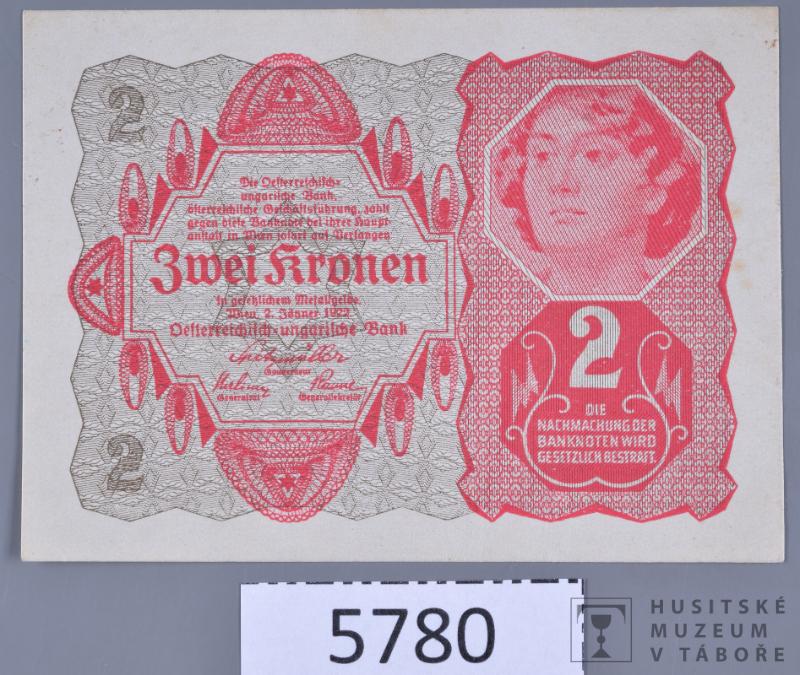 2
Die Oesterreichisch-
ungarische Bank,
österreichische Geschäftsführung, zahlt
gegen diese Banknote bei ihrer Haupt-
anstalt in Wien sofort auf Verlangen
Zwei Kronen
in gesetzlichem Metallgelde.
Wien, 2. Jänner 1922
Oesterreichisch-ungarische Bank
Gouverneur
Generalrat Generalsekretär
2
2
DIE
NACHMACHUNG DER
BANKNOTEN WIRD
GESETZLICH BESTRAFT.
5780
HUSITSKÉ
MUZEUM
V TÁBOŘE